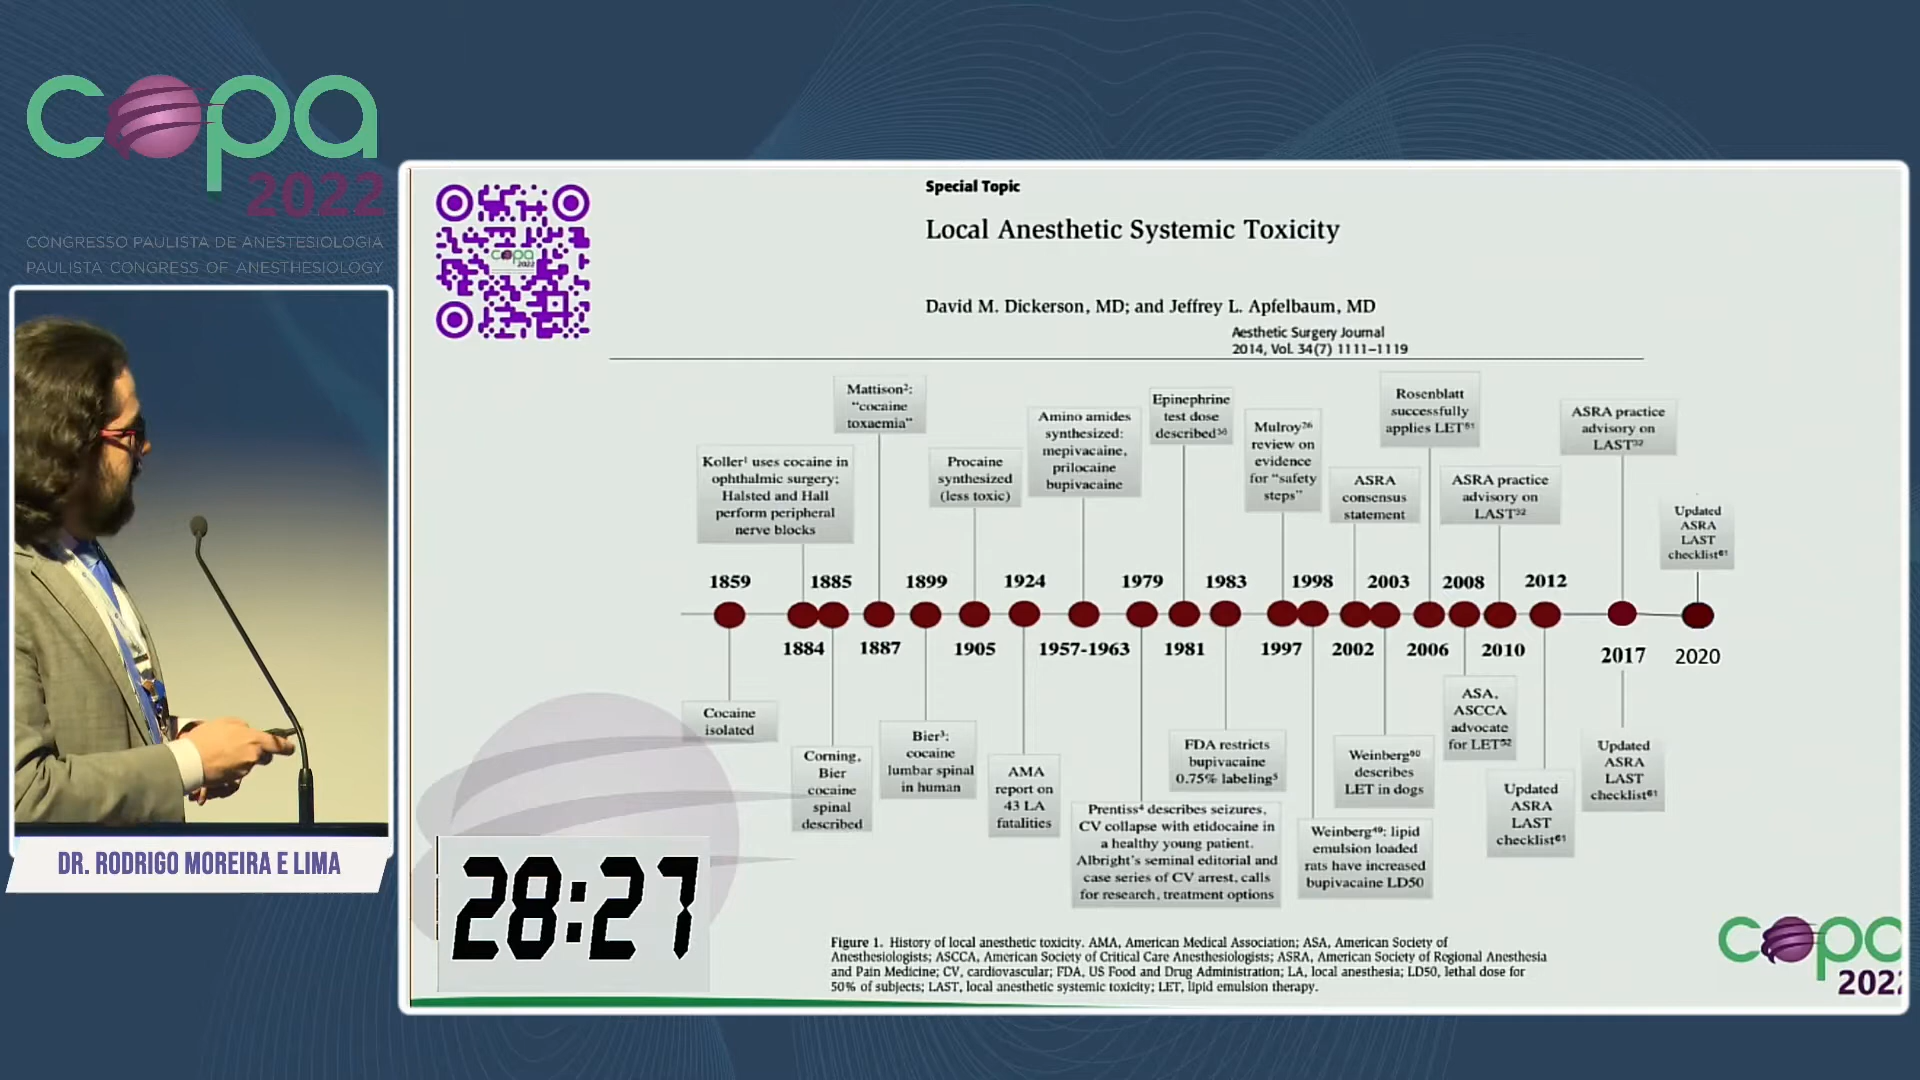 copa
2022
CONGRESSO PAULISTA DE ANESTESIOLOGIA
PAULISTA CONGRESS OF ANESTHESIOLOGY
DR. RODRIGO MOREIRA E LIMA
copa
2022
Special Topic
Local Anesthetic Systemic Toxicity
David M. Dickerson, MD; and Jeffrey L. Apfelbaum, MD
Aesthetic Surgery Journal
2014, Vol. 34(7) 1111–1119
Koller¹ uses cocaine in
ophthalmic surgery;
Halsted and Hall
perform peripheral
nerve blocks
Mattison²:
“cocaine
toxaemia”
Procaine
synthesized
(less toxic)
Amino amides
synthesized:
mepivacaine,
prilocaine
bupivacaine
Epinephrine
test dose
described³⁶
Mulroy²⁶
review on
evidence
for “safety
steps”
ASRA
consensus
statement
Rosenblatt
successfully
applies LET⁶¹
ASRA practice
advisory on
LAST³²
ASRA practice
advisory on
LAST³²
Updated
ASRA
LAST
checklist⁶¹
1859 1885 1899 1924 1979 1983 1998 2003 2008 2012
1884 1887 1905 1957-1963 1981 1997 2002 2006 2010 2017 2020
Cocaine
isolated
Corning,
Bier
cocaine
spinal
described
Bier³:
cocaine
lumbar spinal
in human
AMA
report on
43 LA
fatalities
Prentiss⁴ describes seizures,
CV collapse with etidocaine in
a healthy young patient.
Albright’s seminal editorial and
case series of CV arrest, calls
for research, treatment options
FDA restricts
bupivacaine
0.75% labeling⁵
Weinberg⁴⁹: lipid
emulsion loaded
rats have increased
bupivacaine LD50
Weinberg⁶⁰
describes
LET in dogs
ASA,
ASCCA
advocate
for LET⁵²
Updated
ASRA
LAST
checklist⁶¹
Updated
ASRA
LAST
checklist⁶¹
28:27
Figure 1. History of local anesthetic toxicity. AMA, American Medical Association; ASA, American Society of
Anesthesiologists; ASCCA, American Society of Critical Care Anesthesiologists; ASRA, American Society of Regional Anesthesia
and Pain Medicine; CV, cardiovascular; FDA, US Food and Drug Administration; LA, local anesthesia; LD50, lethal dose for
50% of subjects; LAST, local anesthetic systemic toxicity; LET, lipid emulsion therapy.
copa
2022